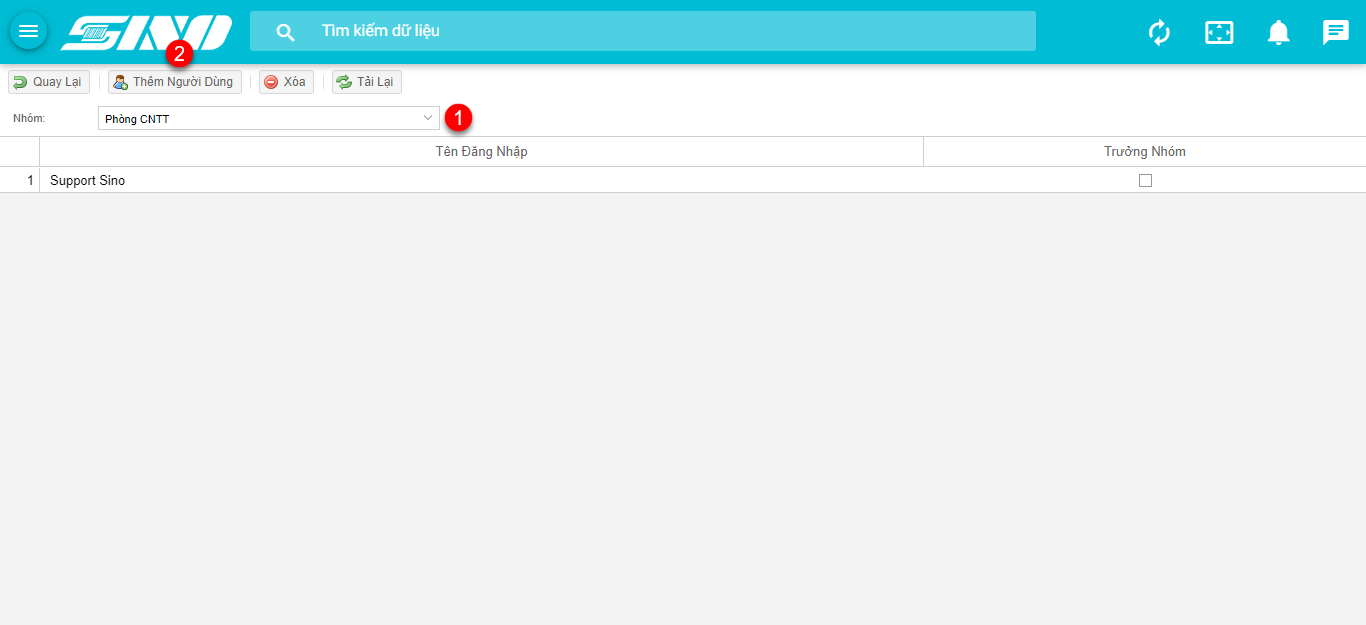 SINO
Tìm kiếm dữ liệu
2
Quay Lại Thêm Người Dùng Xóa Tải Lại
Nhóm: Phòng CNTT 1
Tên Đăng Nhập Trưởng Nhóm
1 Support Sino